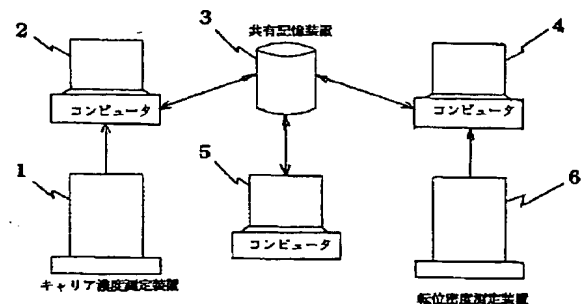 2
3
共有記憶装置
4
コンピュータ
コンピュータ
1
5
6
コンピュータ
キャリア濃度測定装置
転位密度測定装置